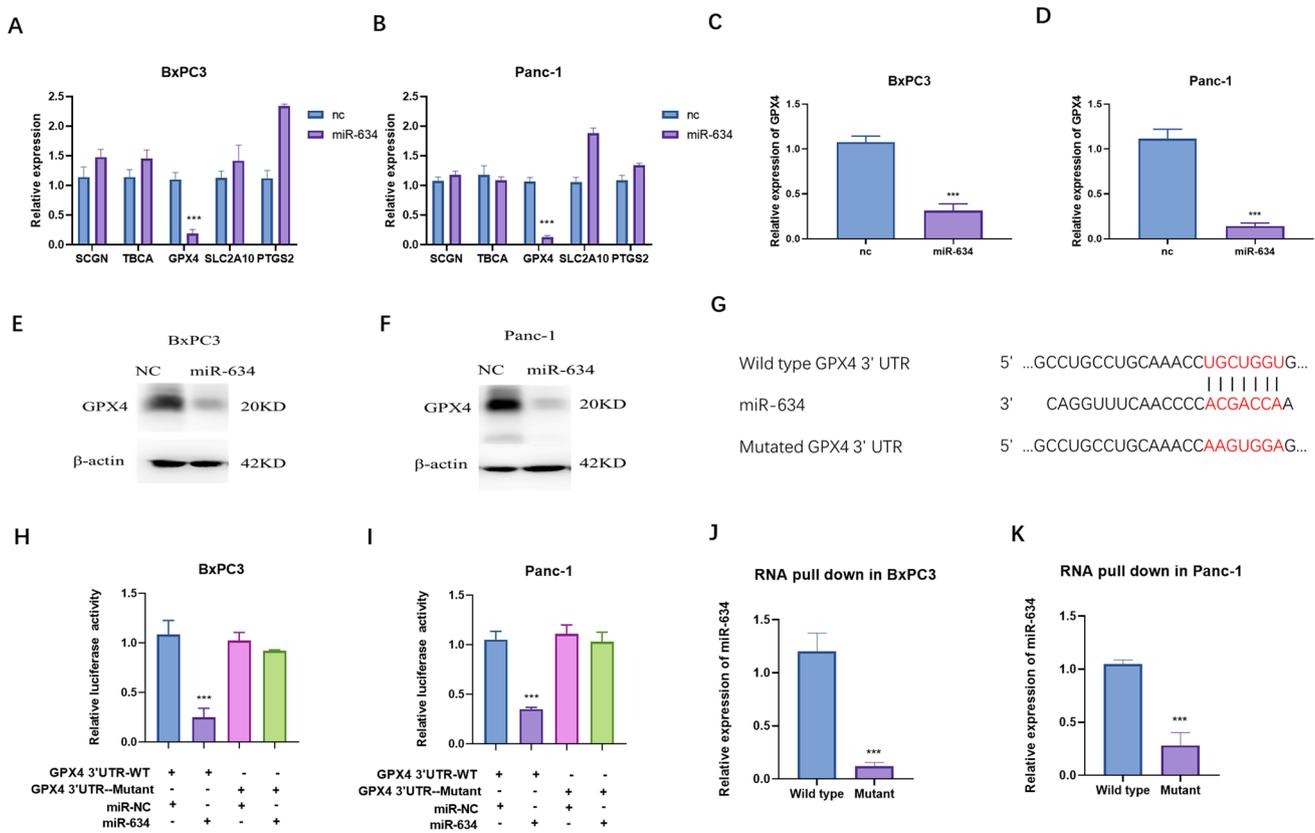 A
BxPC3
Relative expression
2.5
2.0
1.5
1.0
0.5
0.0
***
SCGN TBCA GPX4 SLC2A10 PTGS2
nc
miR-634
B
Panc-1
Relative expression
2.5
2.0
1.5
1.0
0.5
0.0
***
SCGN TBCA GPX4 SLC2A10 PTGS2
nc
miR-634
C
BxPC3
Relative expression of GPX4
1.5
1.0
0.5
0.0
***
nc miR-634
D
Panc-1
Relative expression of GPX4
1.5
1.0
0.5
0.0
***
nc miR-634
E
BxPC3
NC miR-634
GPX4 20KD
β-actin 42KD
F
Panc-1
NC miR-634
GPX4 20KD
β-actin 42KD
G
Wild type GPX4 3' UTR 5' ...GCCUGCCUGCAAACCUGCUGGUG...
miR-634 3' CAGGUUUCAACCCCACGACCAA
Mutated GPX4 3' UTR 5' ...GCCUGCCUGCAAACCAAGUGGAG...
H
BxPC3
Relative luciferase activity
1.5
1.0
0.5
0.0
***
GPX4 3'UTR-WT + + - -
GPX4 3'UTR--Mutant - - + +
miR-NC + - + -
miR-634 - + - +
I
Panc-1
Relative luciferase activity
1.5
1.0
0.5
0.0
***
GPX4 3'UTR-WT + + - -
GPX4 3'UTR--Mutant - - + +
miR-NC + - + -
miR-634 - + - +
J
RNA pull down in BxPC3
Relative expression of miR-634
1.5
1.0
0.5
0.0
***
Wild type Mutant
K
RNA pull down in Panc-1
Relative expression of miR-634
1.5
1.0
0.5
0.0
***
Wild type Mutant